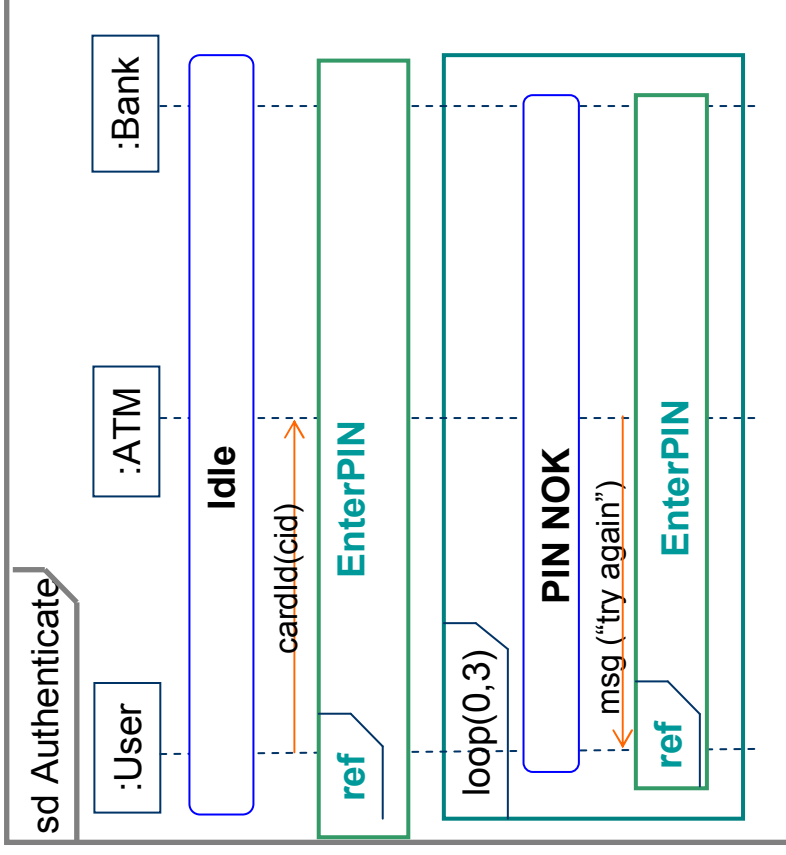 sd Authenticate
:User
:ATM
:Bank
Idle
cardId(cid)
ref
EnterPIN
loop(0,3)
PIN NOK
msg (“try again”)
ref
EnterPIN